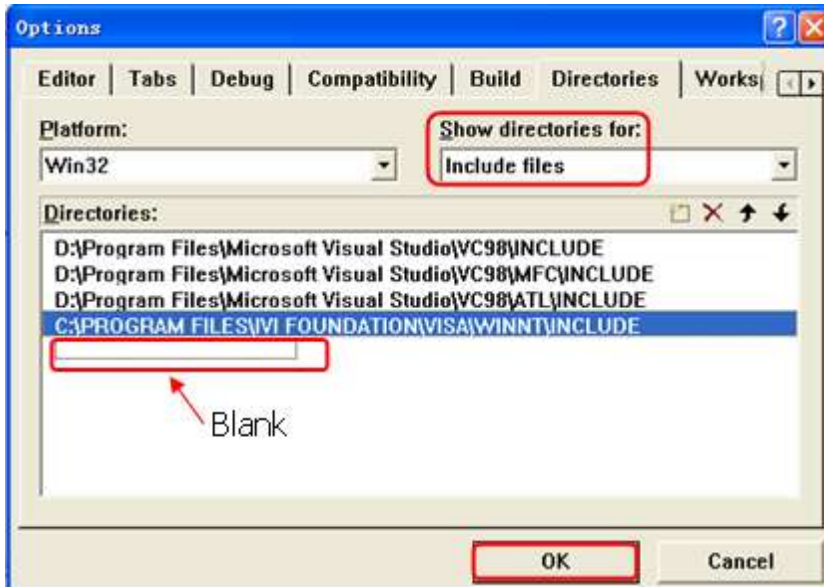 Options
Editor Tabs Debug Compatibility Build Directories Works
Platform: Show directories for:
Win32 Include files
Directories:
D:\Program Files\Microsoft Visual Studio\VC98\INCLUDE
D:\Program Files\Microsoft Visual Studio\VC98\MFC\INCLUDE
D:\Program Files\Microsoft Visual Studio\VC98\ATL\INCLUDE
C:\PROGRAM FILES\IVI FOUNDATION\VISA\WINNT\INCLUDE
Blank
OK Cancel